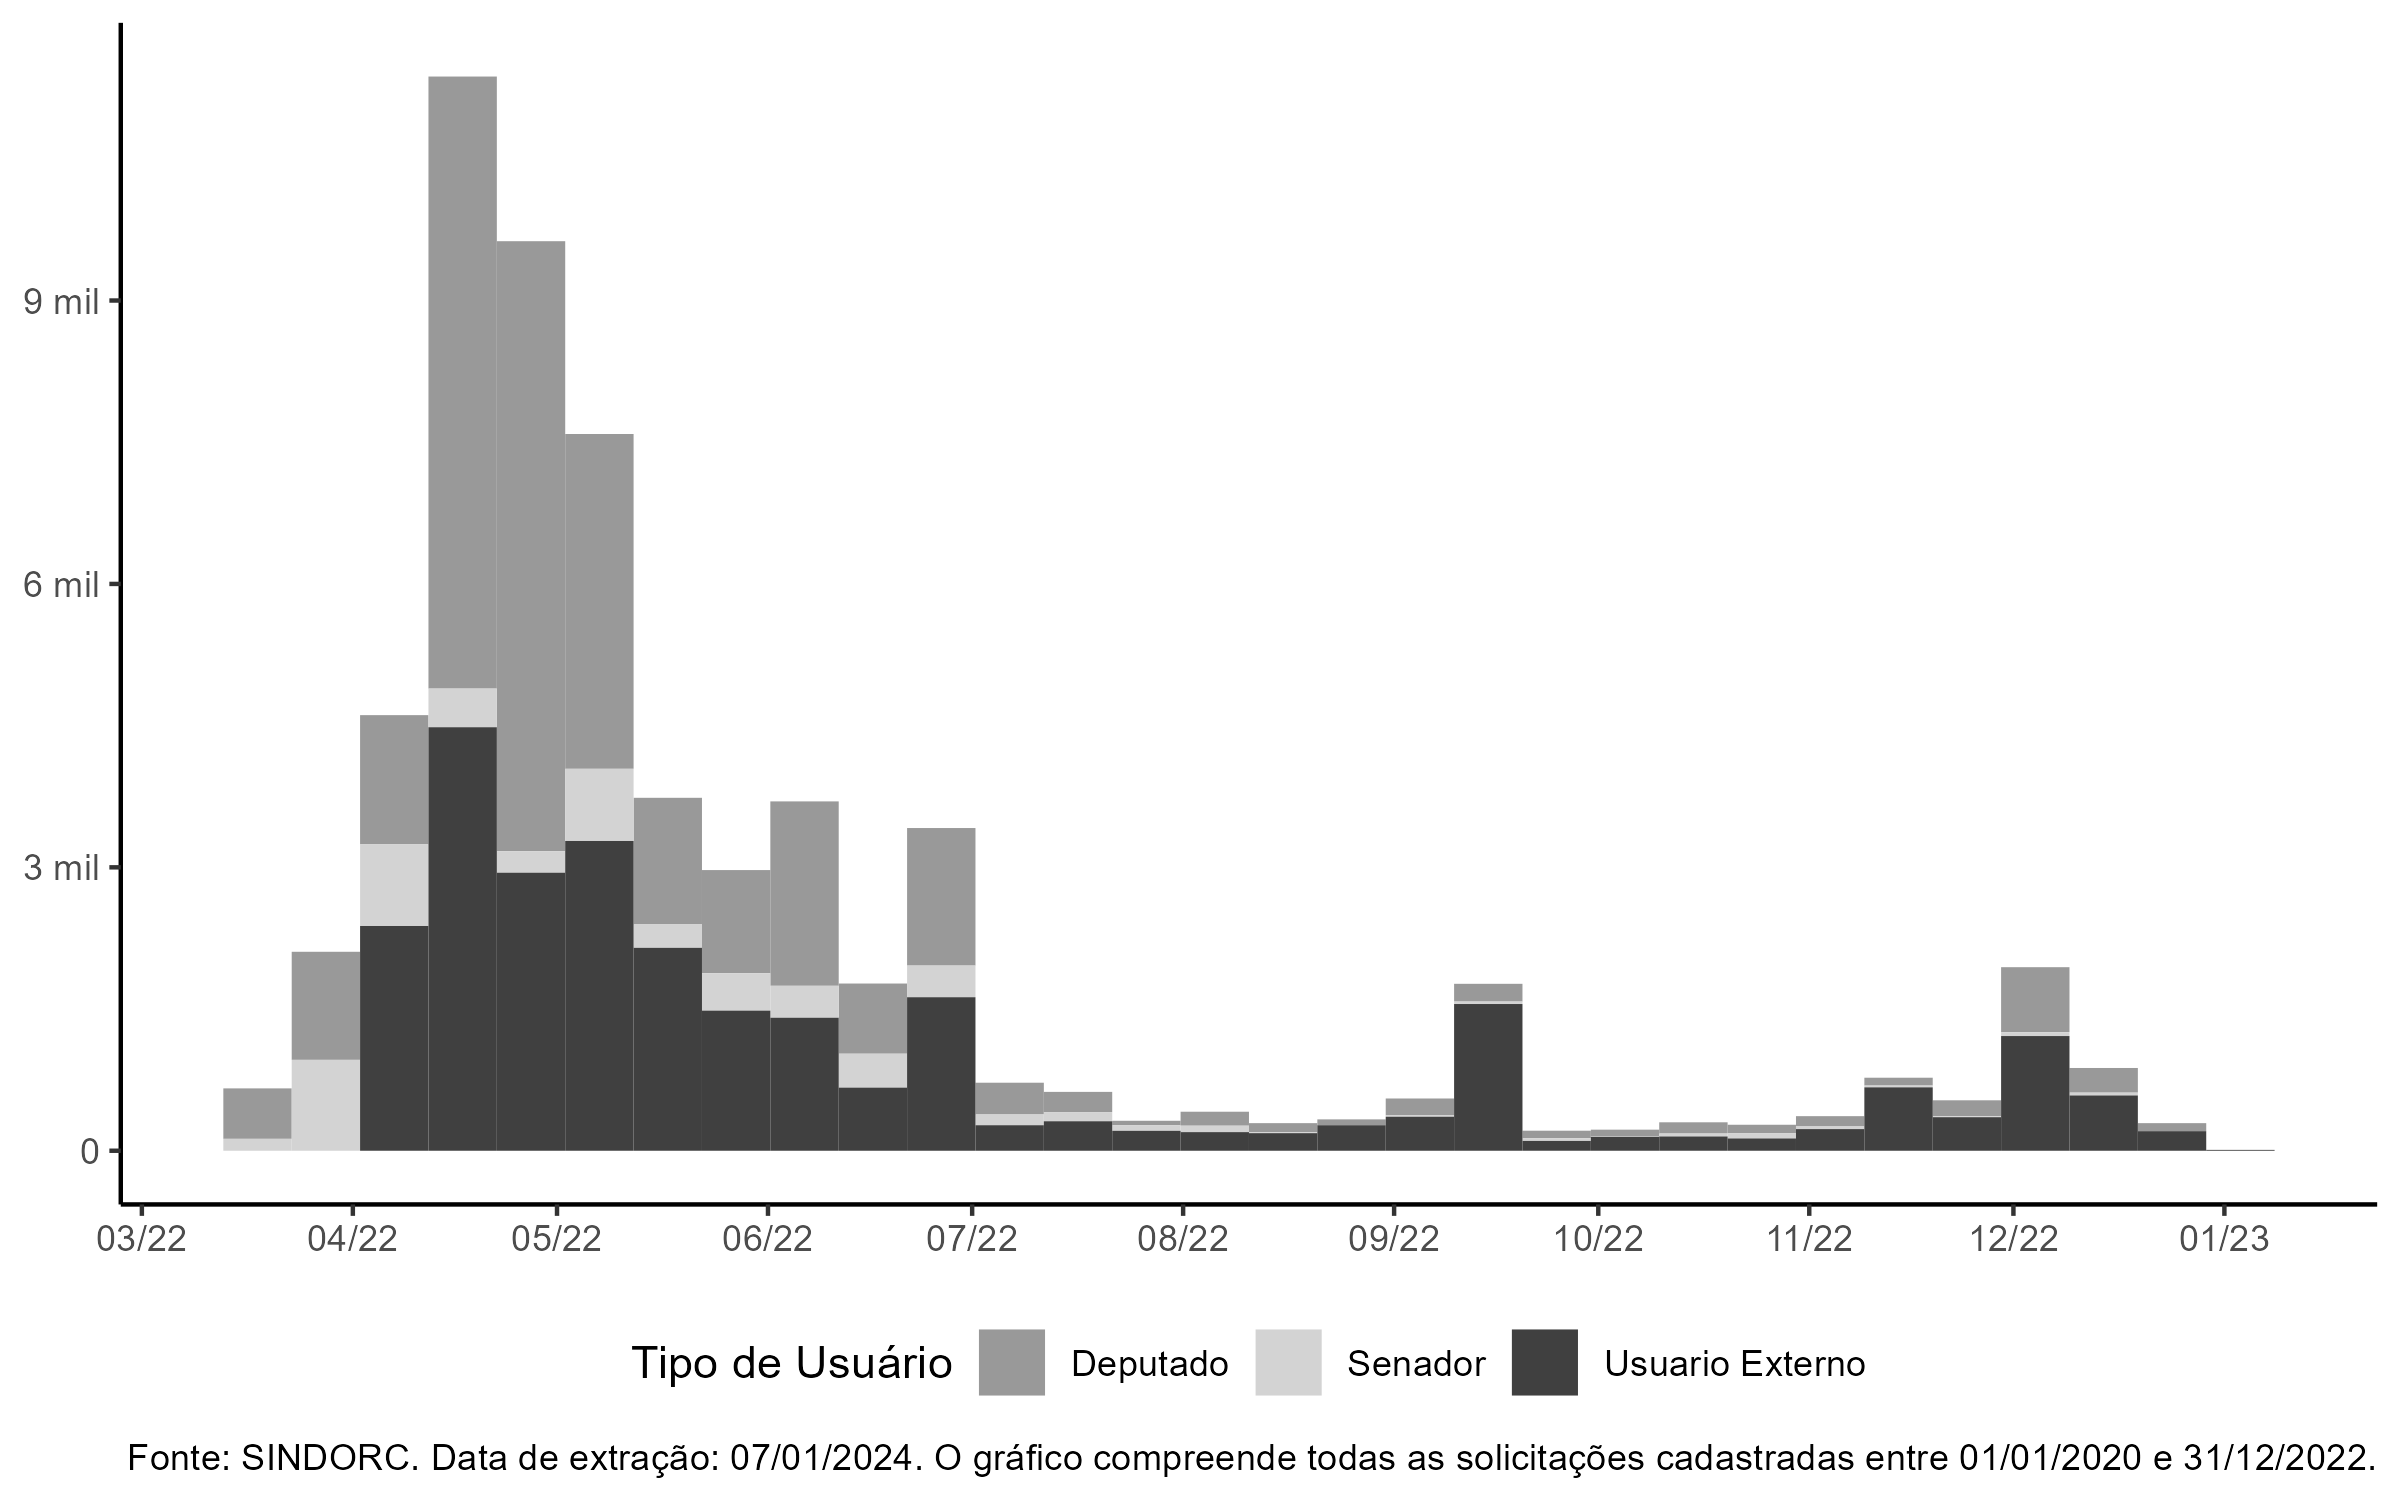 9 mil
6 mil
3 mil
0
03/22 04/22 05/22 06/22 07/22 08/22 09/22 10/22 11/22 12/22 01/23
Tipo de Usuário Deputado Senador Usuario Externo
Fonte: SINDORC. Data de extração: 07/01/2024. O gráfico compreende todas as solicitações cadastradas entre 01/01/2020 e 31/12/2022.